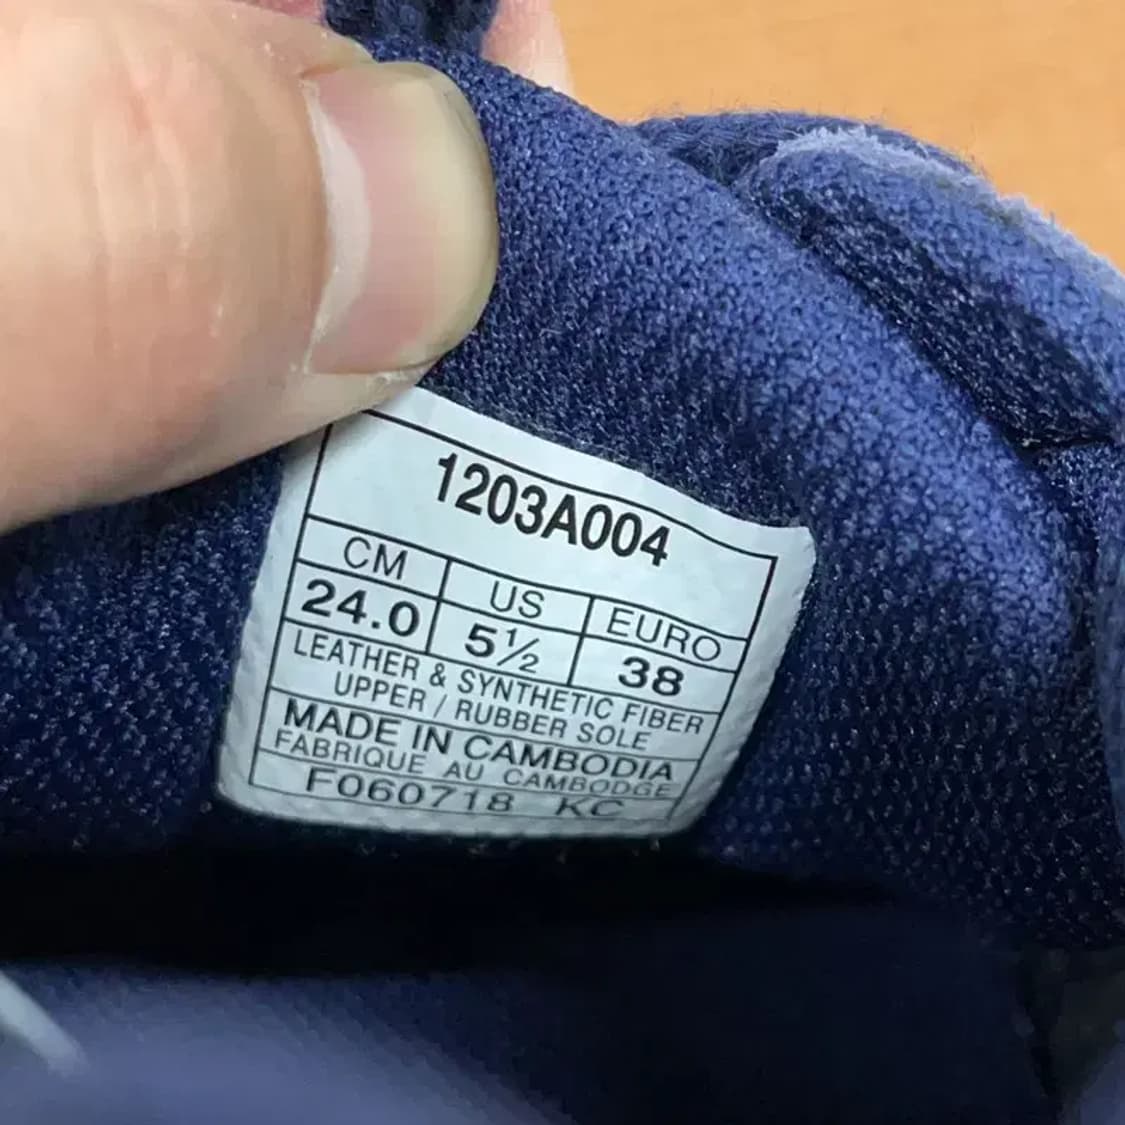 1203A004
CM US EURO
24.0 5½ 38
LEATHER & SYNTHETIC FIBER
UPPER / RUBBER SOLE
MADE IN CAMBODIA
FABRIQUE AU CAMBODGE
F060718 KC